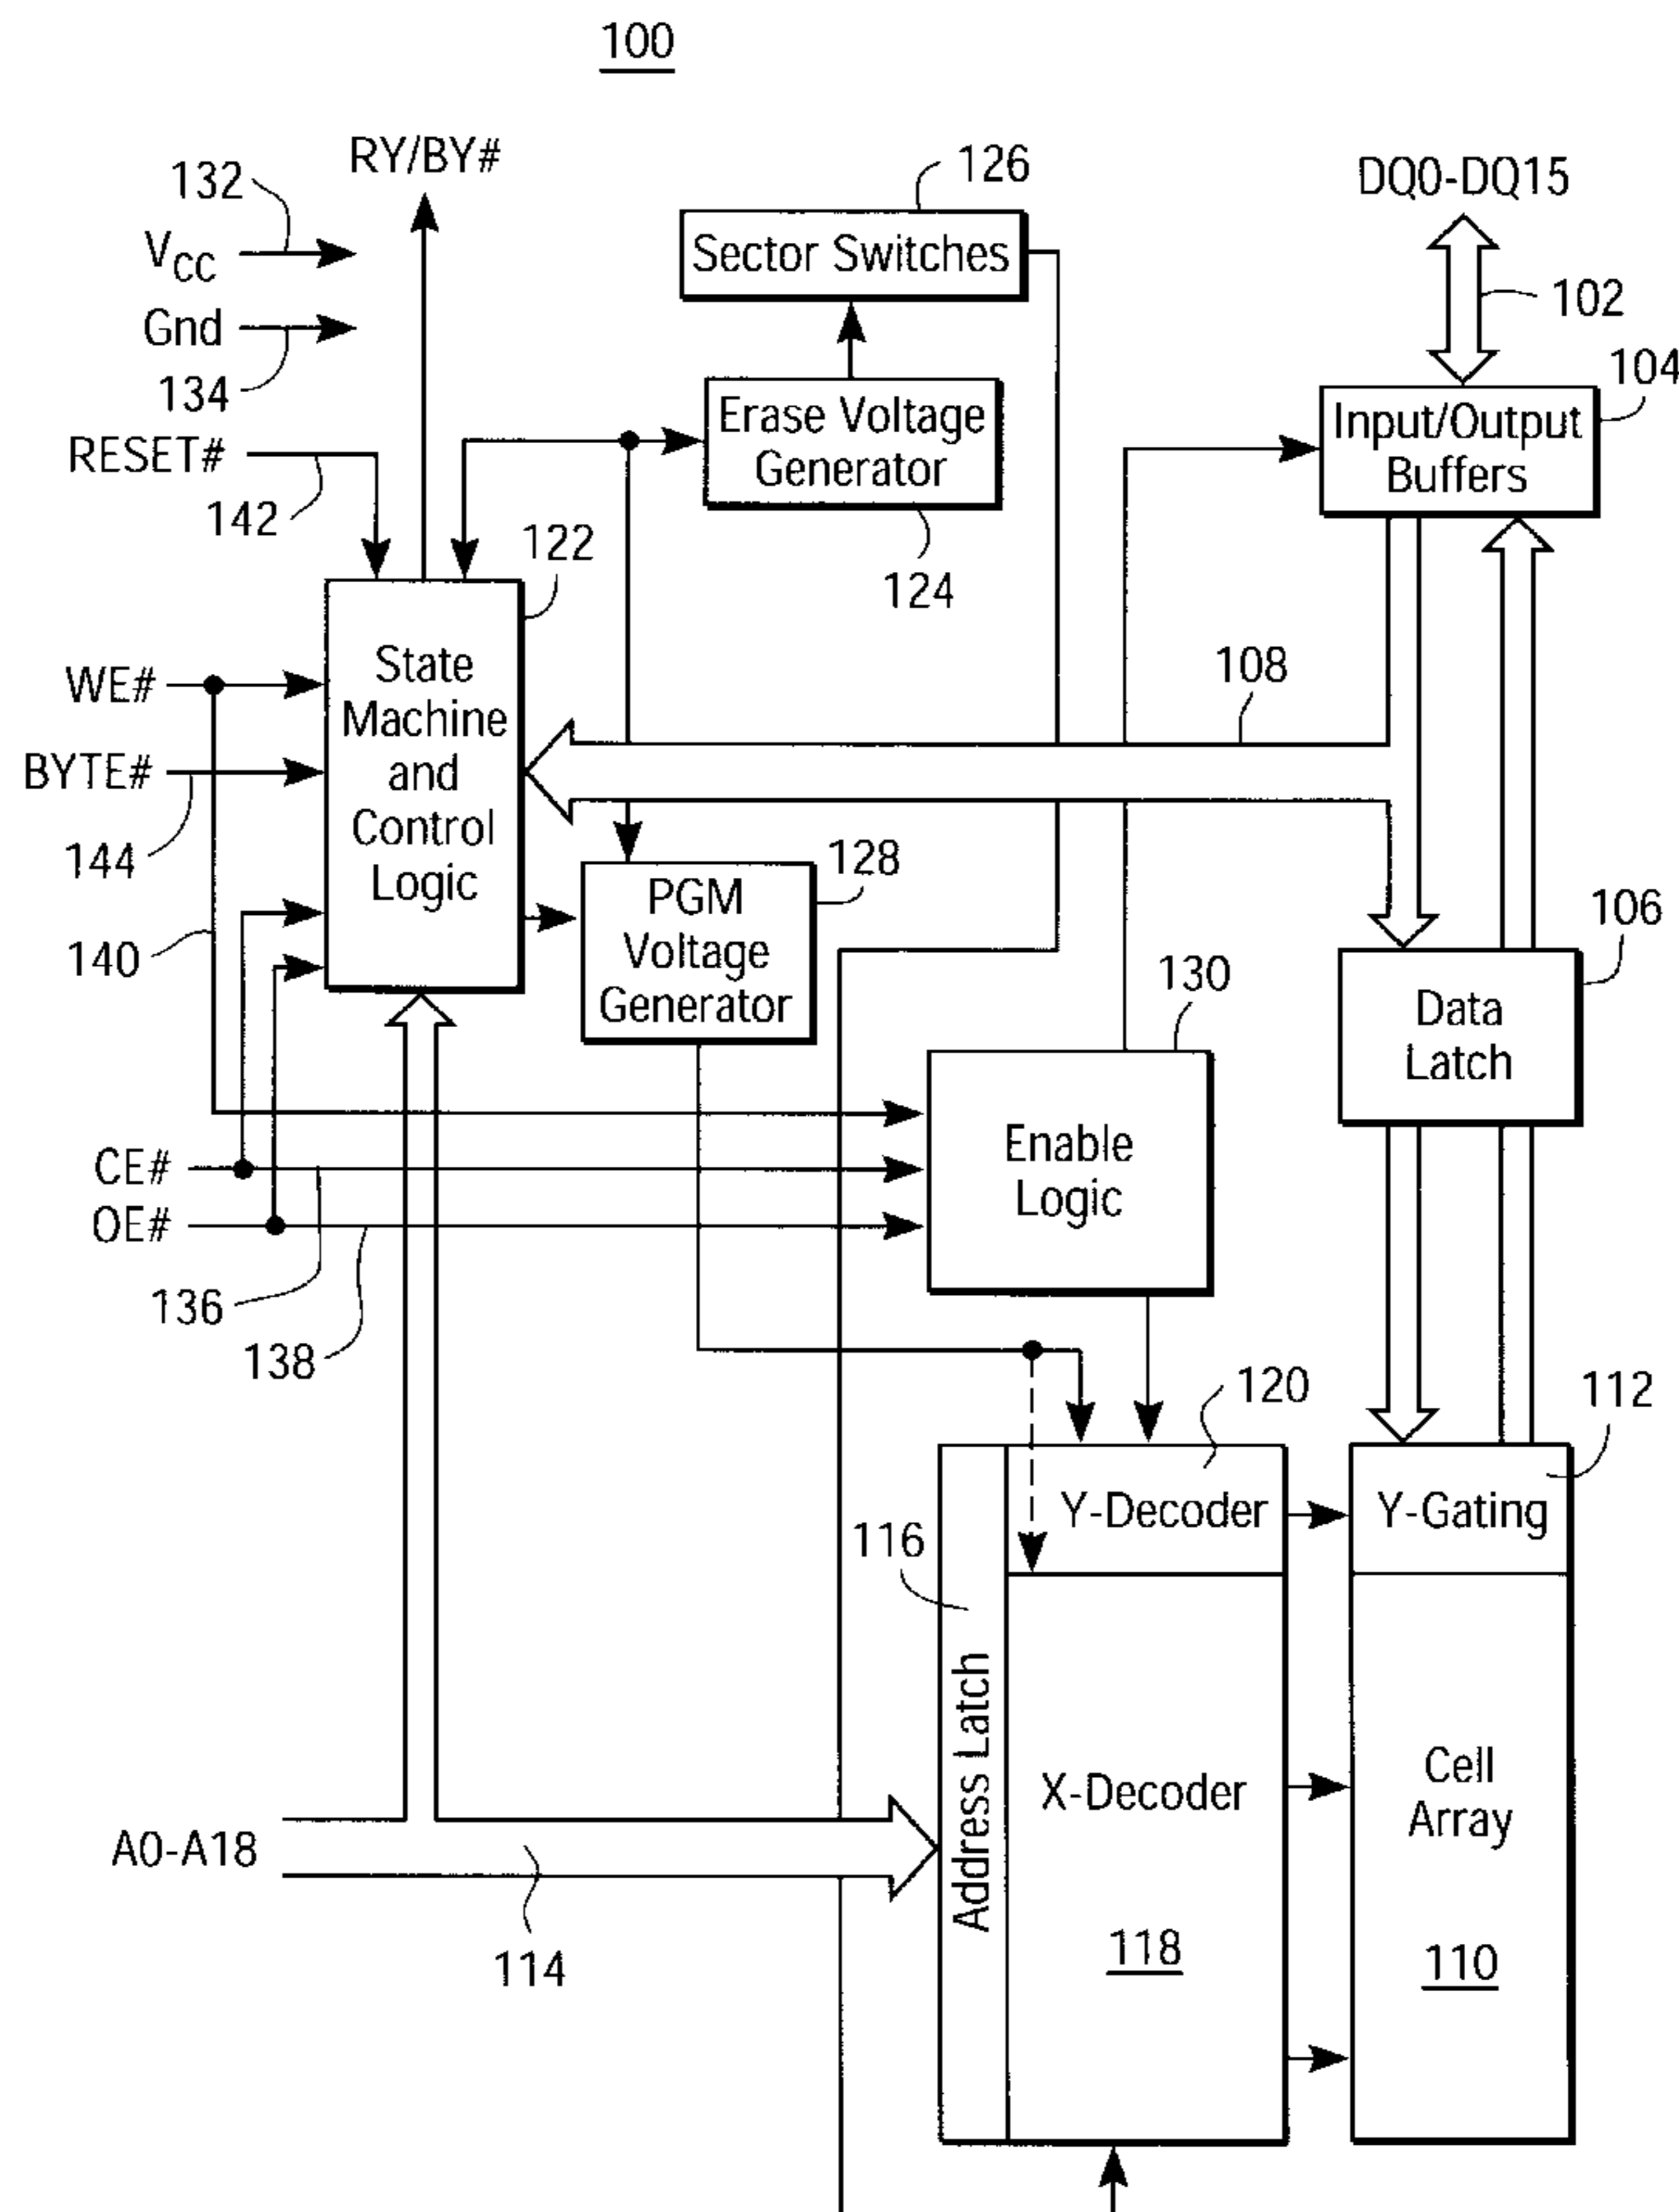 100
RY/BY#
132
126
DQ0-DQ15
VCC
Sector Switches
102
Gnd
134
104
Erase Voltage
Generator
Input/Output
Buffers
RESET#
142
122
124
State
Machine
and
Control
Logic
WE#
108
BYTE#
144
128
PGM
Voltage
Generator
106
140
130
Data
Latch
Enable
Logic
CE#
OE#
136
138
120
112
116
Y-Decoder
Y-Gating
Address Latch
X-Decoder
Cell
Array
A0-A18
114
118
110